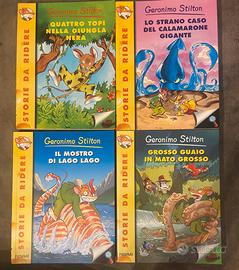 STORIE DA RIDERE
Geronimo Stilton
QUATTRO TOPI
NELLA GIUNGLA
NERA
STORIE DA RIDERE
Geronimo Stilton
LO STRANO CASO
DEL CALAMARONE
GIGANTE
STORIE DA RIDERE
Geronimo Stilton
IL MOSTRO
DI LAGO LAGO
STORIE DA RIDERE
Geronimo Stilton
GROSSO GUAIO
IN MATO GROSSO